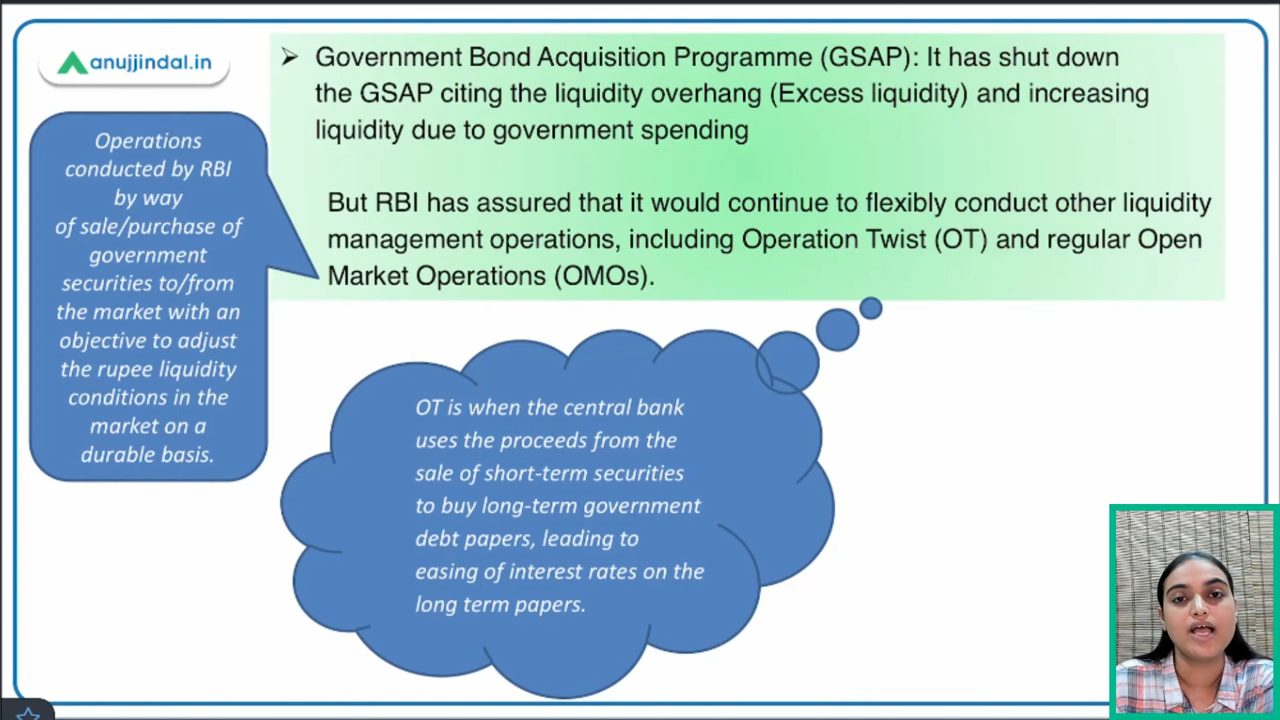 anujjindal.in
➢ Government Bond Acquisition Programme (GSAP): It has shut down
the GSAP citing the liquidity overhang (Excess liquidity) and increasing
liquidity due to government spending
But RBI has assured that it would continue to flexibly conduct other liquidity
management operations, including Operation Twist (OT) and regular Open
Market Operations (OMOs).
Operations
conducted by RBI
by way
of sale/purchase of
government
securities to/from
the market with an
objective to adjust
the rupee liquidity
conditions in the
market on a
durable basis.
OT is when the central bank
uses the proceeds from the
sale of short-term securities
to buy long-term government
debt papers, leading to
easing of interest rates on the
long term papers.